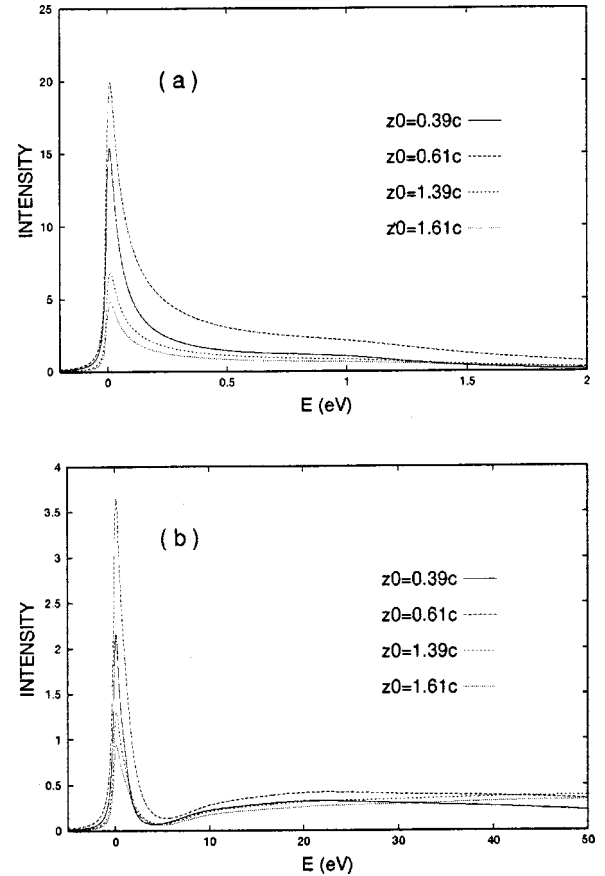 25
20
15
10
5
0
INTENSITY
( a )
z0=0.39c
z0=0.61c
z0=1.39c
z0=1.61c
0
0.5
1
1.5
2
E (eV)
4
3.5
3
2.5
2
1.5
1
0.5
0
INTENSITY
( b )
z0=0.39c
z0=0.61c
z0=1.39c
z0=1.61c
0
10
20
30
40
50
E (eV)